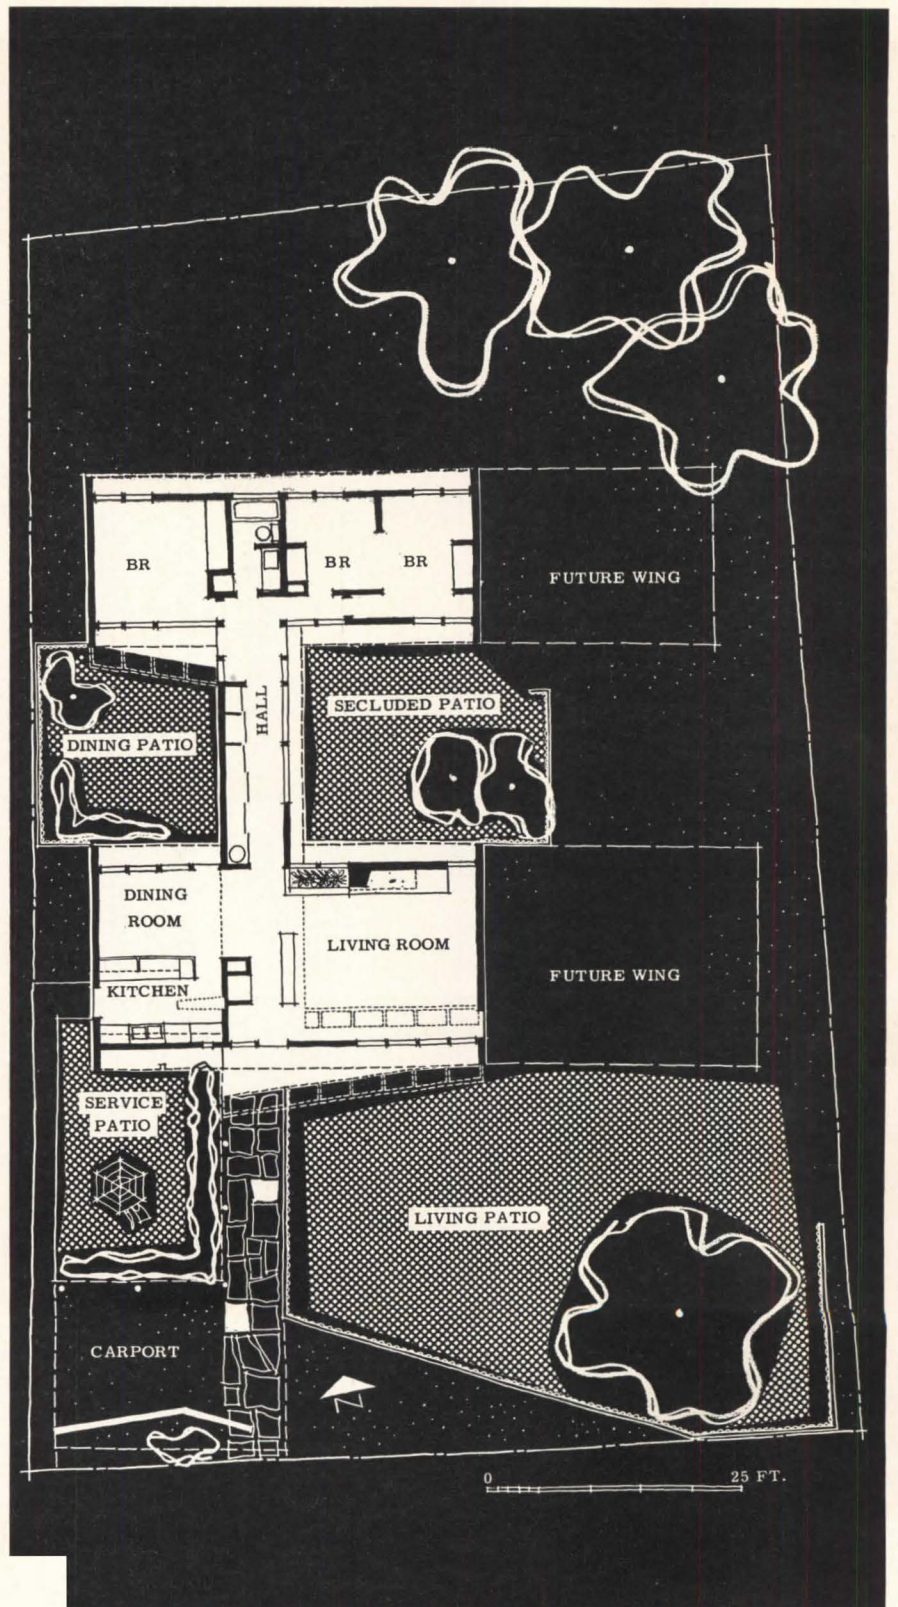 BR
BR
BR
FUTURE WING
HALL
SECLUDED PATIO
DINING PATIO
DINING
ROOM
LIVING ROOM
KITCHEN
FUTURE WING
SERVICE
PATIO
LIVING PATIO
CARPORT
N
0 25 FT.